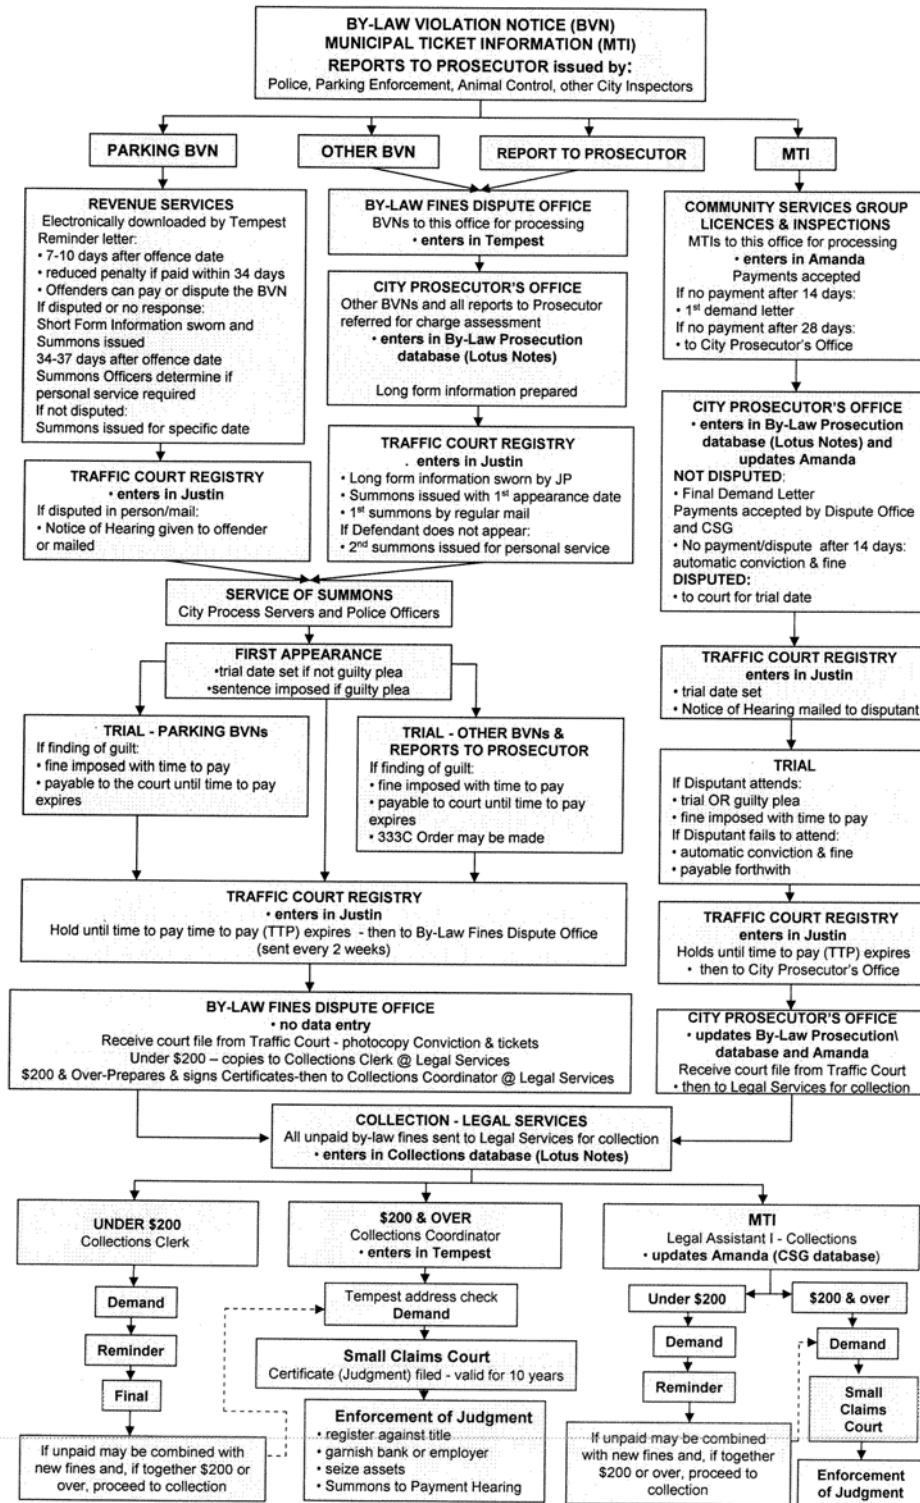 BY-LAW VIOLATION NOTICE (BVN)
MUNICIPAL TICKET INFORMATION (MTI)
REPORTS TO PROSECUTOR issued by:
Police, Parking Enforcement, Animal Control, other City Inspectors
PARKING BVN
OTHER BVN
REPORT TO PROSECUTOR
MTI
REVENUE SERVICES
Electronically downloaded by Tempest
Reminder letter:
• 7-10 days after offence date
• reduced penalty if paid within 34 days
• Offenders can pay or dispute the BVN
If disputed or no response:
Short Form Information sworn and
Summons issued
34-37 days after offence date
Summons Officers determine if
personal service required
If not disputed:
Summons issued for specific date
BY-LAW FINES DISPUTE OFFICE
BVNs to this office for processing
• enters in Tempest
CITY PROSECUTOR'S OFFICE
Other BVNs and all reports to Prosecutor
referred for charge assessment
• enters in By-Law Prosecution
database (Lotus Notes)
Long form information prepared
COMMUNITY SERVICES GROUP
LICENCES & INSPECTIONS
MTIs to this office for processing
• enters in Amanda
Payments accepted
If no payment after 14 days:
• 1st demand letter
If no payment after 28 days:
• to City Prosecutor's Office
TRAFFIC COURT REGISTRY
• enters in Justin
If disputed in person/mail:
• Notice of Hearing given to offender
or mailed
TRAFFIC COURT REGISTRY
. enters in Justin
• Long form information sworn by JP
• Summons issued with 1st appearance date
• 1st summons by regular mail
If Defendant does not appear:
• 2nd summons issued for personal service
CITY PROSECUTOR'S OFFICE
• enters in By-Law Prosecution
database (Lotus Notes) and
updates Amanda
NOT DISPUTED:
• Final Demand Letter
Payments accepted by Dispute Office
and CSG
• No payment/dispute after 14 days:
automatic conviction & fine
DISPUTED:
• to court for trial date
SERVICE OF SUMMONS
City Process Servers and Police Officers
FIRST APPEARANCE
•trial date set if not guilty plea
•sentence imposed if guilty plea
TRAFFIC COURT REGISTRY
enters in Justin
• trial date set
• Notice of Hearing mailed to disputant
TRIAL - PARKING BVNs
If finding of guilt:
• fine imposed with time to pay
• payable to the court until time to pay
expires
TRIAL - OTHER BVNs &
REPORTS TO PROSECUTOR
If finding of guilt:
• fine imposed with time to pay
• payable to court until time to pay
expires
• 333C Order may be made
TRIAL
If Disputant attends:
• trial OR guilty plea
• fine imposed with time to pay
If Disputant fails to attend:
• automatic conviction & fine
• payable forthwith
TRAFFIC COURT REGISTRY
• enters in Justin
Hold until time to pay time to pay (TTP) expires - then to By-Law Fines Dispute Office
(sent every 2 weeks)
TRAFFIC COURT REGISTRY
enters in Justin
Holds until time to pay (TTP) expires
• then to City Prosecutor's Office
BY-LAW FINES DISPUTE OFFICE
• no data entry
Receive court file from Traffic Court - photocopy Conviction & tickets
Under $200 – copies to Collections Clerk @ Legal Services
$200 & Over-Prepares & signs Certificates-then to Collections Coordinator @ Legal Services
CITY PROSECUTOR'S OFFICE
• updates By-Law Prosecution\
database and Amanda
Receive court file from Traffic Court
• then to Legal Services for collection
COLLECTION - LEGAL SERVICES
All unpaid by-law fines sent to Legal Services for collection
• enters in Collections database (Lotus Notes)
UNDER $200
Collections Clerk
$200 & OVER
Collections Coordinator
• enters in Tempest
MTI
Legal Assistant I - Collections
• updates Amanda (CSG database)
Demand
Reminder
Final
If unpaid may be combined with
new fines and, if together $200 or
over, proceed to collection
Tempest address check
Demand
Small Claims Court
Certificate (Judgment) filed - valid for 10 years
Enforcement of Judgment
• register against title
• garnish bank or employer
• seize assets
• Summons to Payment Hearing
Under $200
Demand
Reminder
If unpaid may be combined
with new fines and, if together
$200 or over, proceed to
collection
$200 & over
Demand
Small
Claims
Court
Enforcement
of Judgment